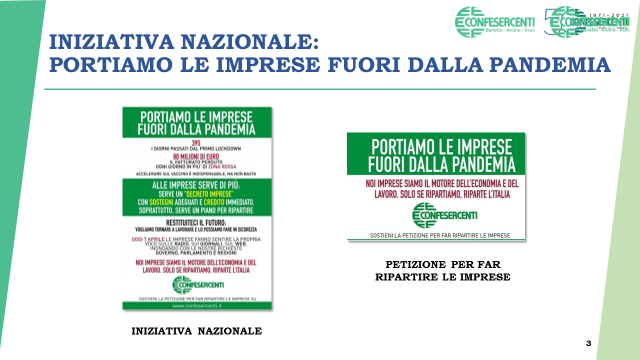 CONFESERCENTI
Barletta - Andria - Trani
1971-2021
CONFESERCENTI
Barletta - Andria - Trani
INIZIATIVA NAZIONALE:
PORTIAMO LE IMPRESE FUORI DALLA PANDEMIA
PORTIAMO LE IMPRESE
FUORI DALLA PANDEMIA
395
I GIORNI PASSATI DAL PRIMO LOCKDOWN
80 MILIONI DI EURO
IL FATTURATO PERDUTO
OGNI GIORNO IN PIU' DI ZONA ROSSA
ACCELERARE SUL VACCINO È INDISPENSABILE, MA NON BASTA
ALLE IMPRESE SERVE DI PIÙ:
SERVE UN "DECRETO IMPRESE"
CON SOSTEGNI ADEGUATI E CREDITO IMMEDIATO.
SOPRATTUTTO, SERVE UN PIANO PER RIPARTIRE
RESTITUITECI IL FUTURO:
VOGLIAMO TORNARE A LAVORARE E LO POSSIAMO FARE IN SICUREZZA
OGGI 7 APRILE LE IMPRESE FANNO SENTIRE LA PROPRIA
VOCE SULLE RADIO, SUI GIORNALI, SUL WEB,
INONDANDO CON LE NOSTRE RICHIESTE
GOVERNO, PARLAMENTO E REGIONI
NOI IMPRESE SIAMO IL MOTORE DELL'ECONOMIA E DEL
LAVORO. SOLO SE RIPARTIAMO, RIPARTE L'ITALIA
CONFESERCENTI
SOSTIENI LA PETIZIONE PER FAR RIPARTIRE LE IMPRESE SU
www.confesercenti.it
INIZIATIVA NAZIONALE
PORTIAMO LE IMPRESE
FUORI DALLA PANDEMIA
NOI IMPRESE SIAMO IL MOTORE DELL'ECONOMIA E DEL
LAVORO. SOLO SE RIPARTIAMO, RIPARTE L'ITALIA
CONFESERCENTI
SOSTIENI LA PETIZIONE PER FAR RIPARTIRE LE IMPRESE
PETIZIONE PER FAR
RIPARTIRE LE IMPRESE
3